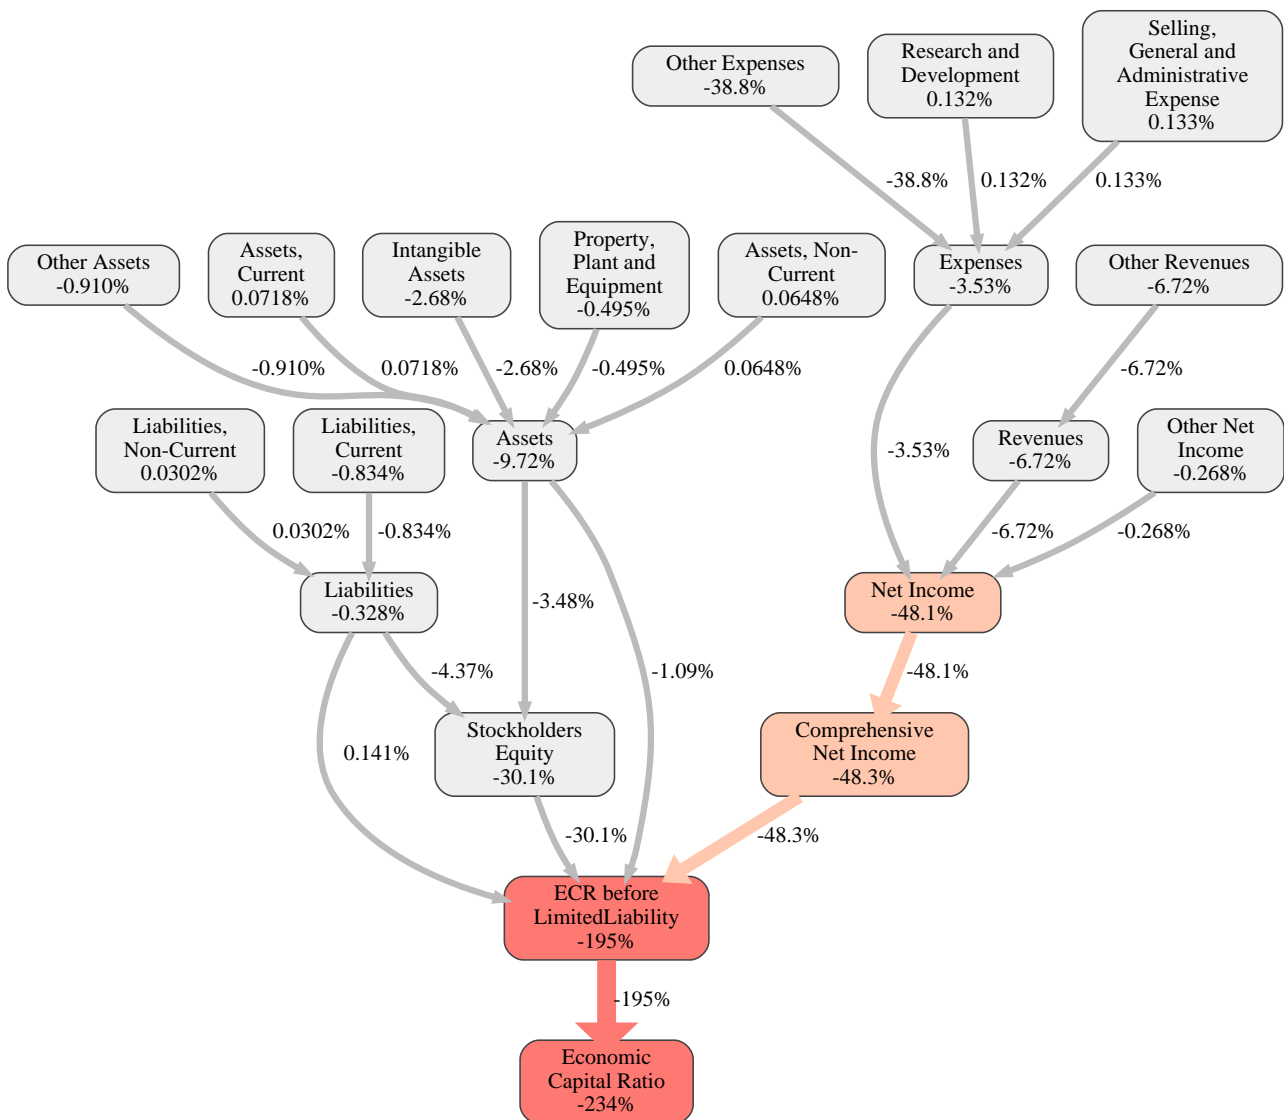 Selling,
General and
Administrative
Expense
0.133%
Research and
Development
0.132%
Other Expenses
-38.8%
-38.8%
0.132%
0.133%
Other Assets
-0.910%
Assets,
Current
0.0718%
Intangible
Assets
-2.68%
Property,
Plant and
Equipment
-0.495%
Assets, Non-
Current
0.0648%
Expenses
-3.53%
Other Revenues
-6.72%
-0.910%
0.0718%
-2.68%
-0.495%
0.0648%
-6.72%
Liabilities,
Non-Current
0.0302%
Liabilities,
Current
-0.834%
Assets
-9.72%
-3.53%
Revenues
-6.72%
Other Net
Income
-0.268%
0.0302%
-0.834%
-6.72%
-0.268%
Liabilities
-0.328%
-3.48%
Net Income
-48.1%
-4.37%
-1.09%
-48.1%
0.141%
Stockholders
Equity
-30.1%
Comprehensive
Net Income
-48.3%
-30.1%
-48.3%
ECR before
LimitedLiability
-195%
-195%
Economic
Capital Ratio
-234%